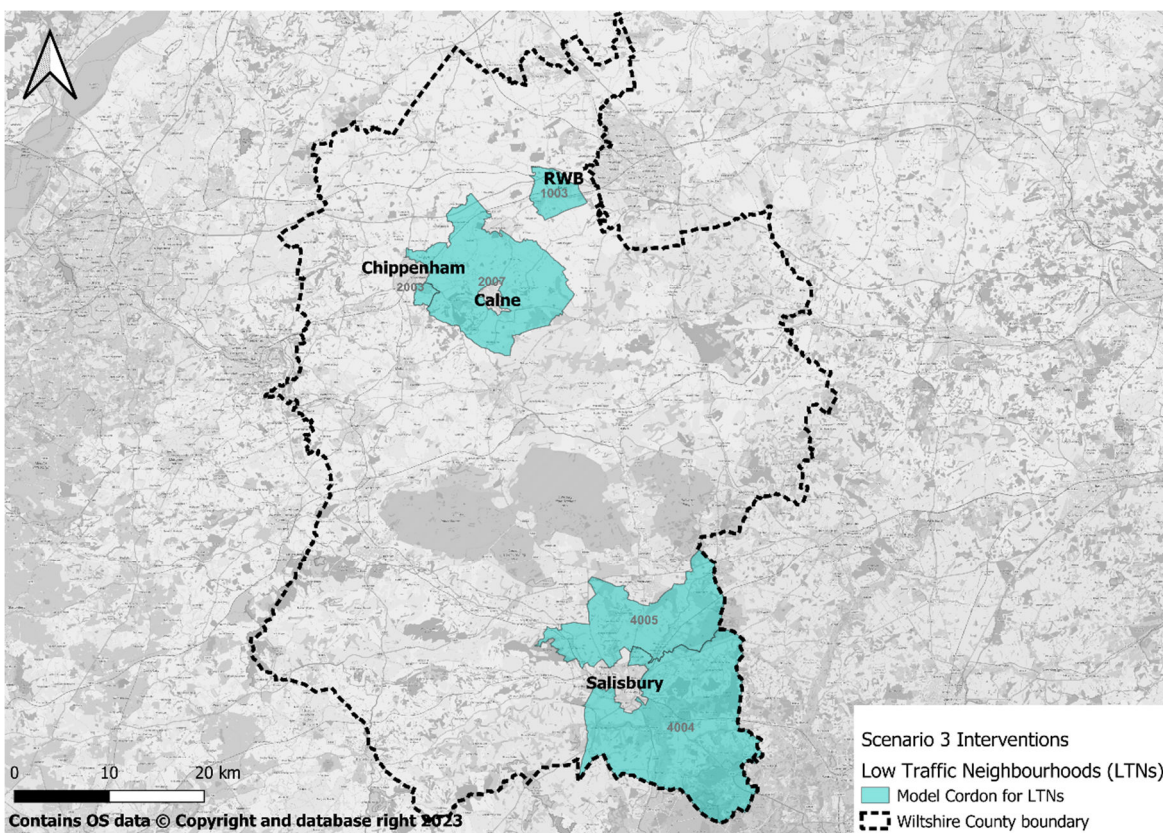 RWB
1003
Chippenham
2003
2007
Calne
4005
Salisbury
4004
0 10 20 km
Contains OS data © Copyright and database right 2023
Scenario 3 Interventions
Low Traffic Neighbourhoods (LTNs)
Model Cordon for LTNs
Wiltshire County boundary